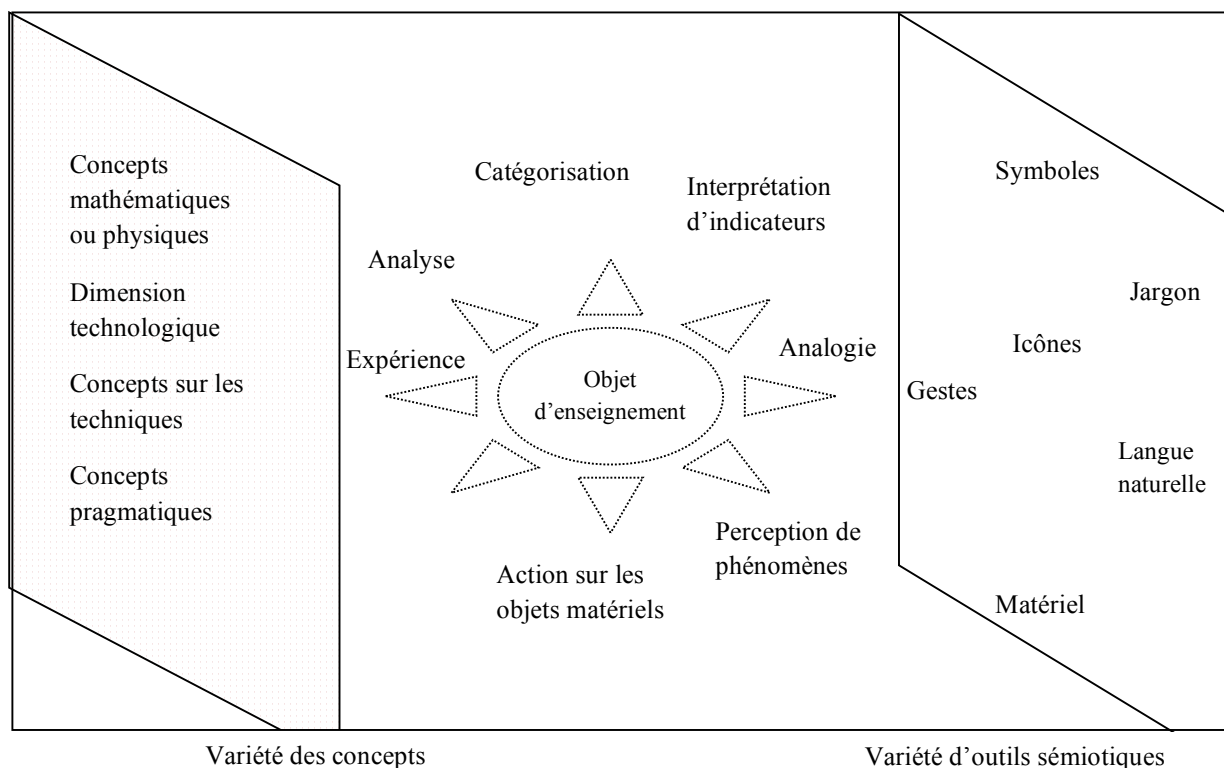 Concepts
mathématiques
ou physiques
Dimension
technologique
Concepts sur les
techniques
Concepts
pragmatiques
Catégorisation
Interprétation
d’indicateurs
Analyse
Expérience
Analogie
Objet
d’enseignement
Perception de
phénomènes
Action sur les
objets matériels
Symboles
Jargon
Icônes
Gestes
Langue
naturelle
Matériel
Variété des concepts
Variété d’outils sémiotiques